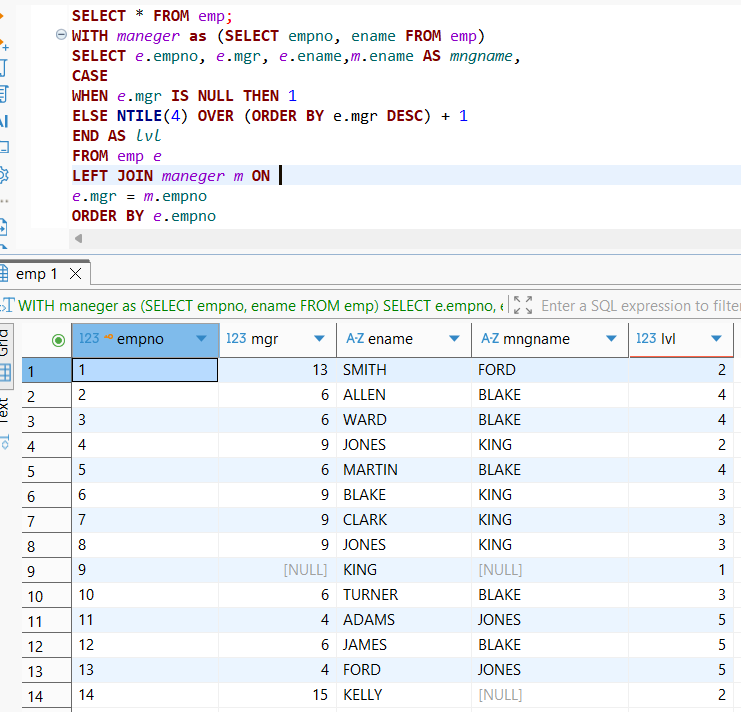 SELECT * FROM emp;
WITH maneger as (SELECT empno, ename FROM emp)
SELECT e.empno, e.mgr, e.ename,m.ename AS mngname,
CASE
WHEN e.mgr IS NULL THEN 1
ELSE NTILE(4) OVER (ORDER BY e.mgr DESC) + 1
END AS lvl
FROM emp e
LEFT JOIN maneger m ON
e.mgr = m.empno
ORDER BY e.empno
emp 1
WITH maneger as (SELECT empno, ename FROM emp) SELECT e.empno, e Enter a SQL expression to filter
Grid
Text
123 empno 123 mgr A-Z ename A-Z mngname 123 lvl
1 1 13 SMITH FORD 2
2 2 6 ALLEN BLAKE 4
3 3 6 WARD BLAKE 4
4 4 9 JONES KING 2
5 5 6 MARTIN BLAKE 4
6 6 9 BLAKE KING 3
7 7 9 CLARK KING 3
8 8 9 JONES KING 3
9 9 [NULL] KING [NULL] 1
10 10 6 TURNER BLAKE 3
11 11 4 ADAMS JONES 5
12 12 6 JAMES BLAKE 5
13 13 4 FORD JONES 5
14 14 15 KELLY [NULL] 2